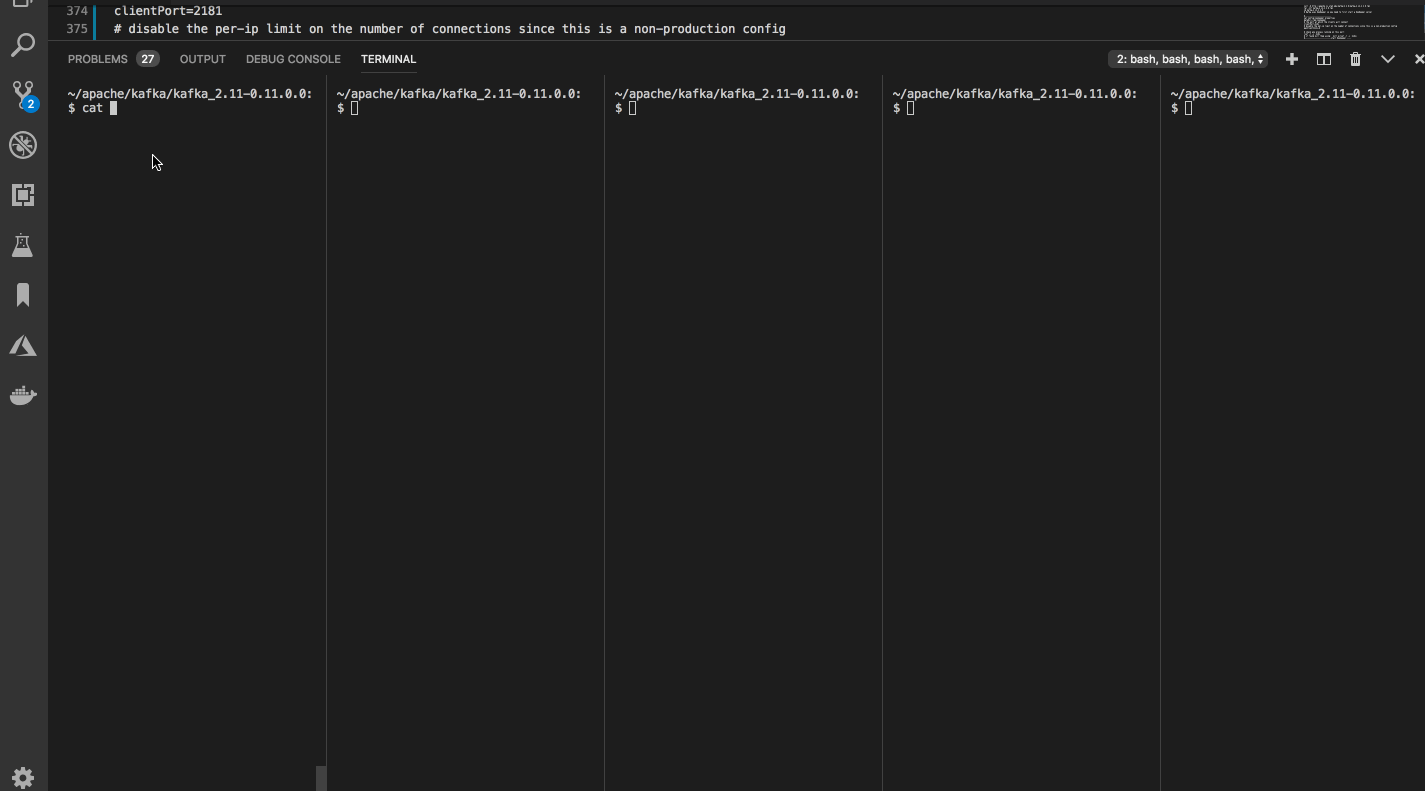 374 clientPort=2181
375 # disable the per-ip limit on the number of connections since this is a non-production config
PROBLEMS 27 OUTPUT DEBUG CONSOLE TERMINAL 2: bash, bash, bash, bash,
~/apache/kafka/kafka_2.11-0.11.0.0:
$ cat
~/apache/kafka/kafka_2.11-0.11.0.0:
$
~/apache/kafka/kafka_2.11-0.11.0.0:
$
~/apache/kafka/kafka_2.11-0.11.0.0:
$
~/apache/kafka/kafka_2.11-0.11.0.0:
$
2